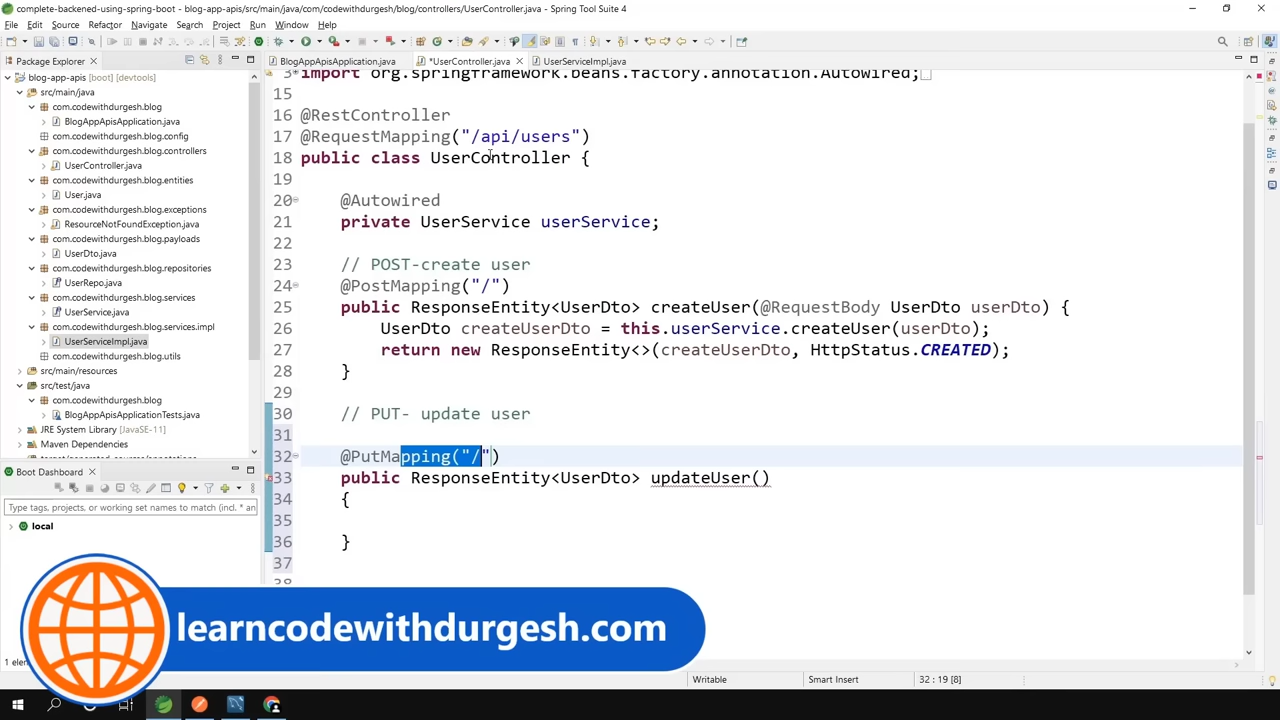 complete-backened-using-spring-boot - blog-app-apis/src/main/java/com/codewithdurgesh/blog/controllers/UserController.java - Spring Tool Suite 4
File Edit Source Refactor Navigate Search Project Run Window Help
Package Explorer
BlogAppApisApplication.java
*UserController.java
UserServiceImpl.java
blog-app-apis [boot] [devtools]
src/main/java
com.codewithdurgesh.blog
BlogAppApisApplication.java
com.codewithdurgesh.blog.config
com.codewithdurgesh.blog.controllers
UserController.java
com.codewithdurgesh.blog.entities
User.java
com.codewithdurgesh.blog.exceptions
ResourceNotFoundException.java
com.codewithdurgesh.blog.payloads
UserDto.java
com.codewithdurgesh.blog.repositories
UserRepo.java
com.codewithdurgesh.blog.services
UserService.java
com.codewithdurgesh.blog.services.impl
UserServiceImpl.java
com.codewithdurgesh.blog.utils
src/main/resources
src/test/java
com.codewithdurgesh.blog
BlogAppApisApplicationTests.java
JRE System Library [JavaSE-11]
Maven Dependencies
Boot Dashboard
Type tags, projects, or working set names to match (incl. * an
local
3 import org.springframework.beans.factory.annotation.Autowired;
15
16 @RestController
17 @RequestMapping("/api/users")
18 public class UserController {
19
20 @Autowired
21 private UserService userService;
22
23 // POST-create user
24 @PostMapping("/")
25 public ResponseEntity<UserDto> createUser(@RequestBody UserDto userDto) {
26 UserDto createUserDto = this.userService.createUser(userDto);
27 return new ResponseEntity<>(createUserDto, HttpStatus.CREATED);
28 }
29
30 // PUT- update user
31
32 @PutMapping("/")
33 public ResponseEntity<UserDto> updateUser()
34 {
35
36 }
37
38
learncodewithdurgesh.com
Writable
Smart Insert
32 : 19 [8]